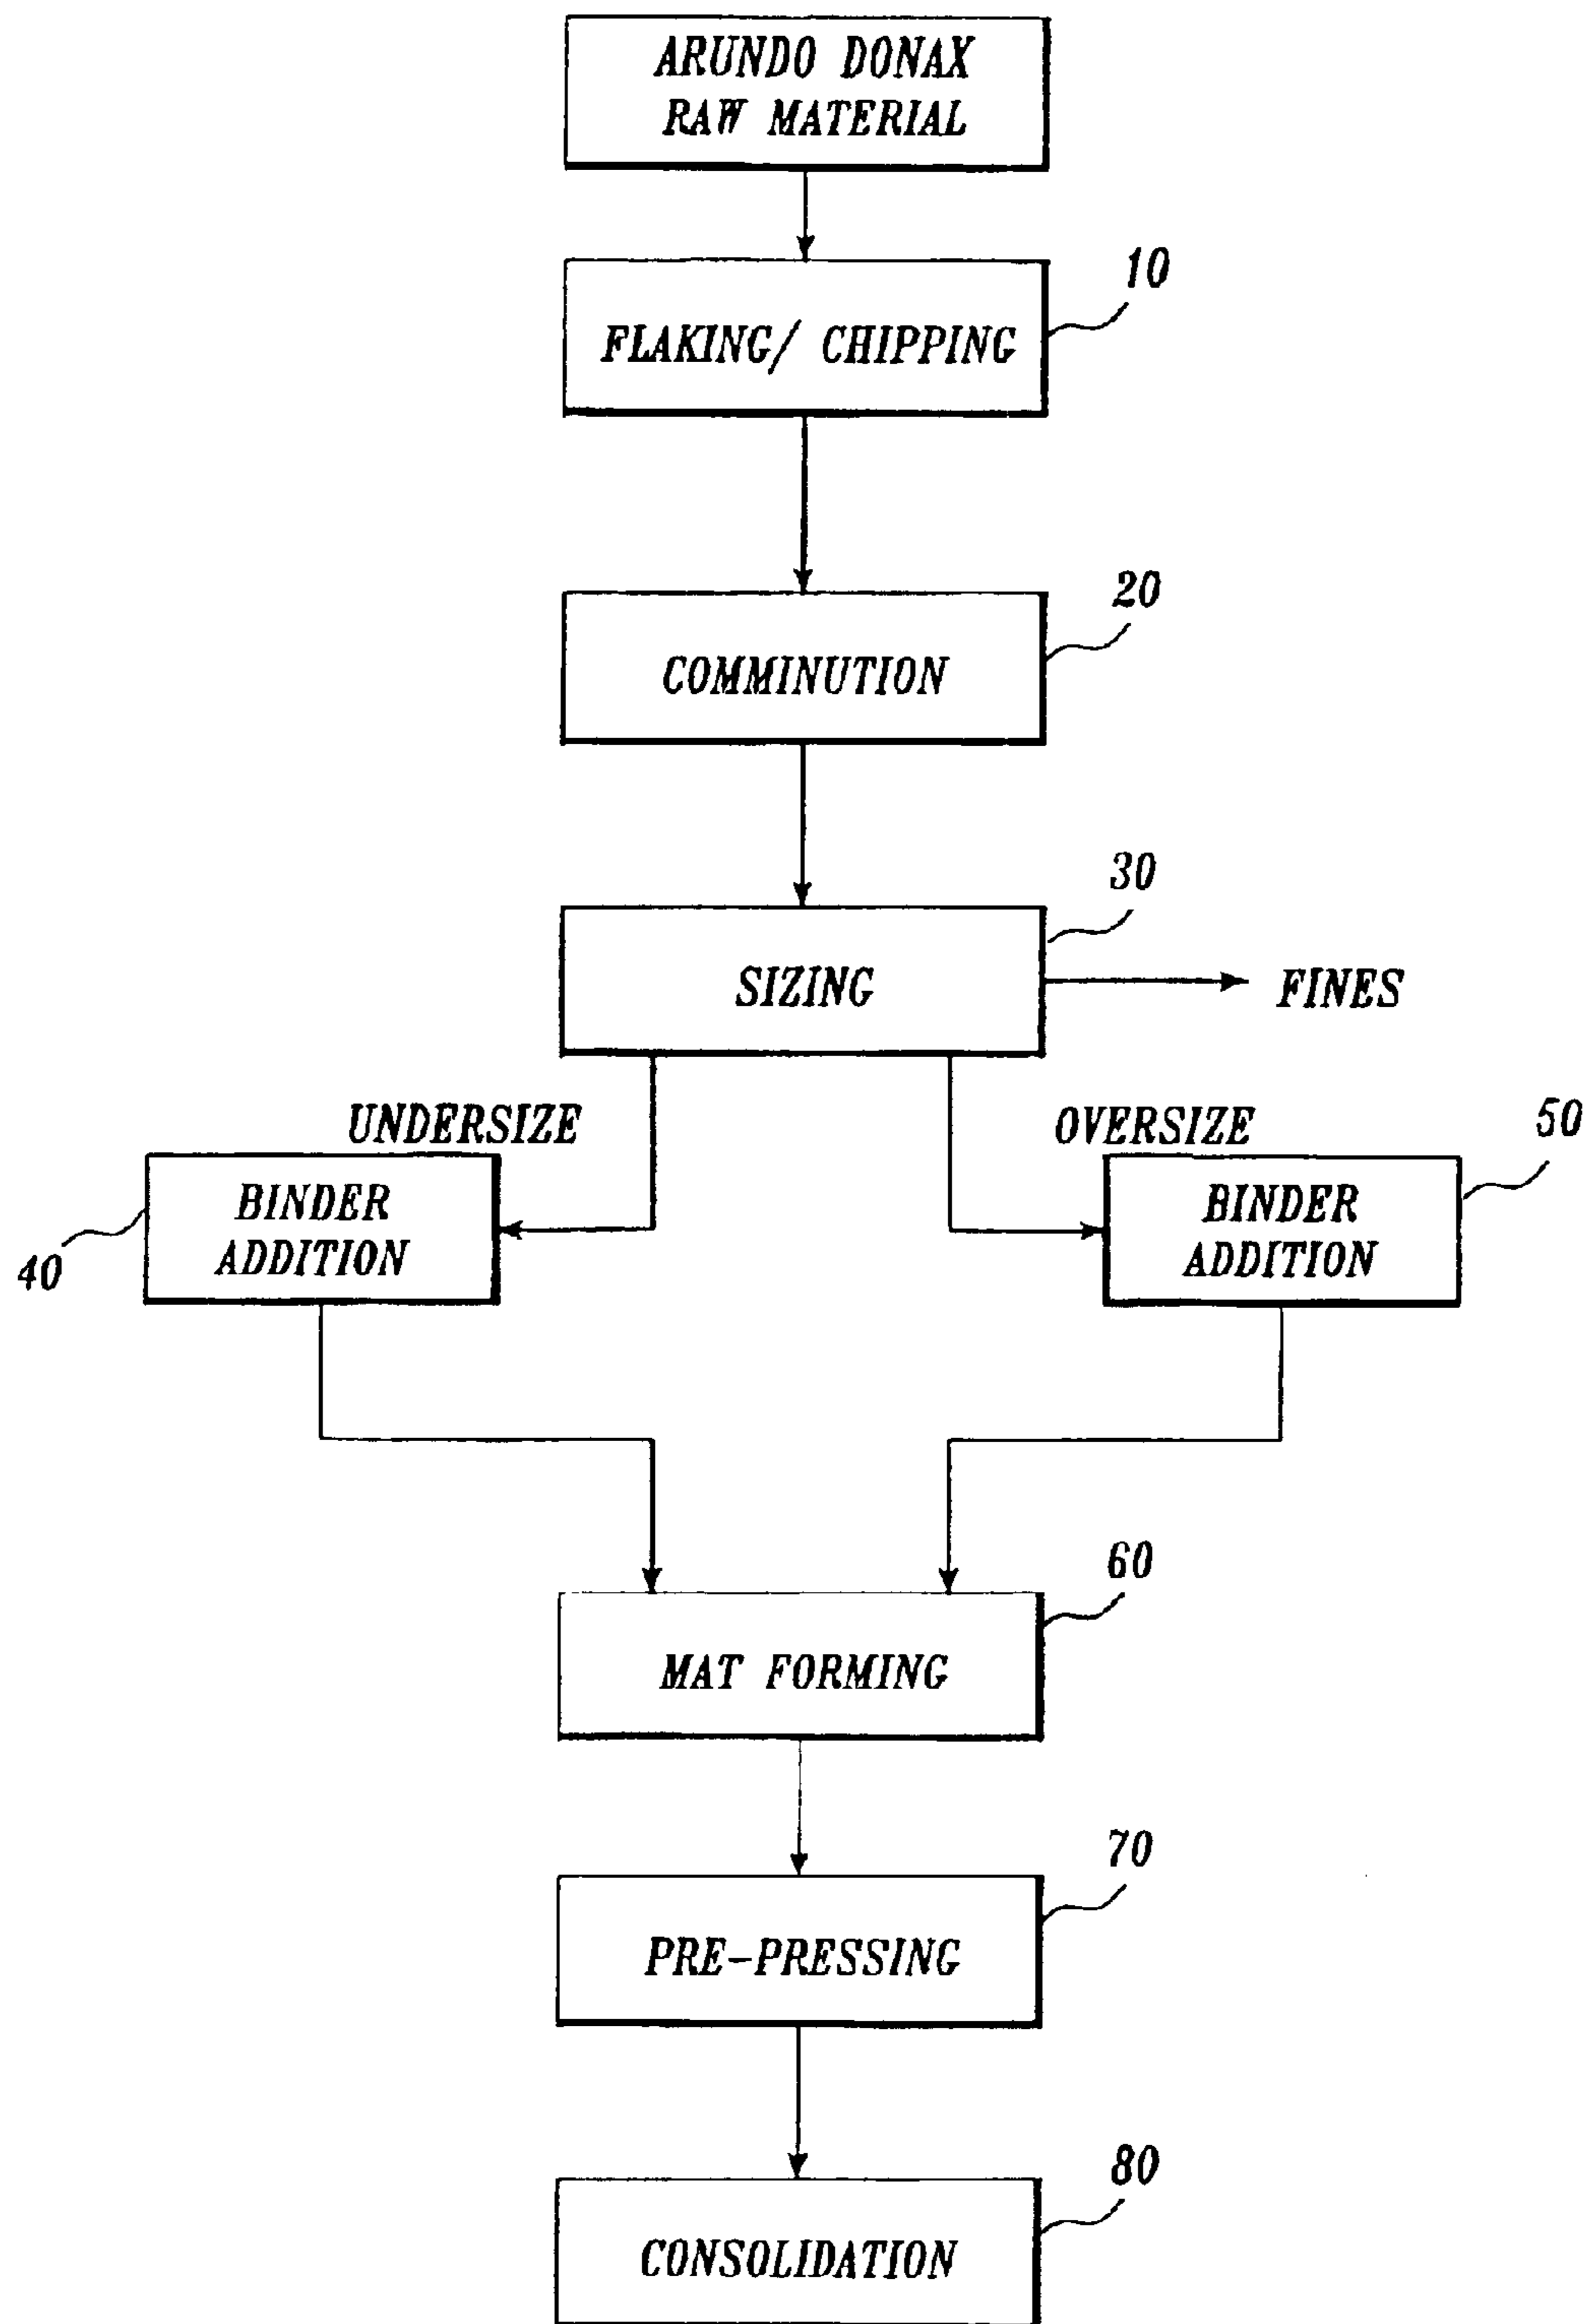 ARUNDO DONAX
RAW MATERIAL
10
FLAKING/ CHIPPING
20
COMMINUTION
30
SIZING
FINES
UNDERSIZE
OVERSIZE
50
BINDER
ADDITION
40
BINDER
ADDITION
60
MAT FORMING
70
PRE-PRESSING
80
CONSOLIDATION